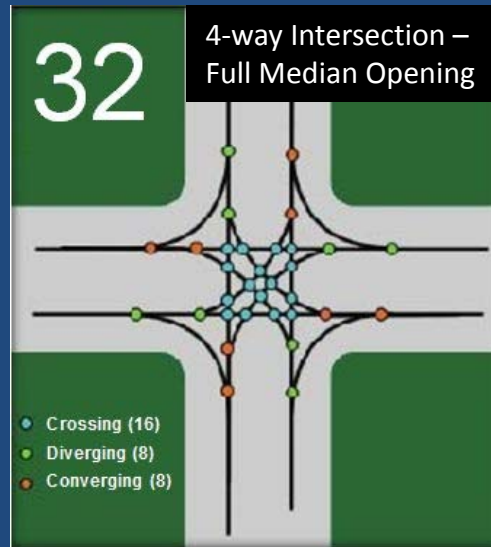 32
4-way Intersection –
Full Median Opening
Crossing (16)
Diverging (8)
Converging (8)